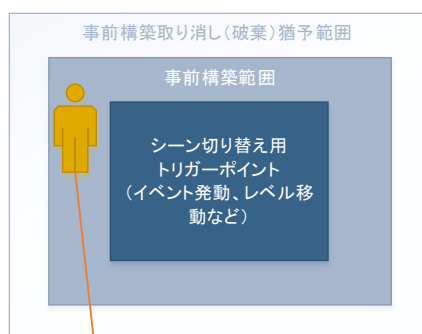 事前構築取り消し（破棄）猶予範囲
事前構築範囲
シーン切り替え用
トリガーポイント
（イベント発動、レベル移
動など）